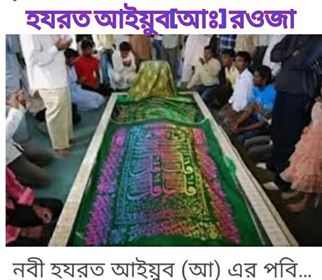 হযরত আইয়ুব[আঃ] রওজা
নবী হযরত আইয়ুব (আ) এর পবি...